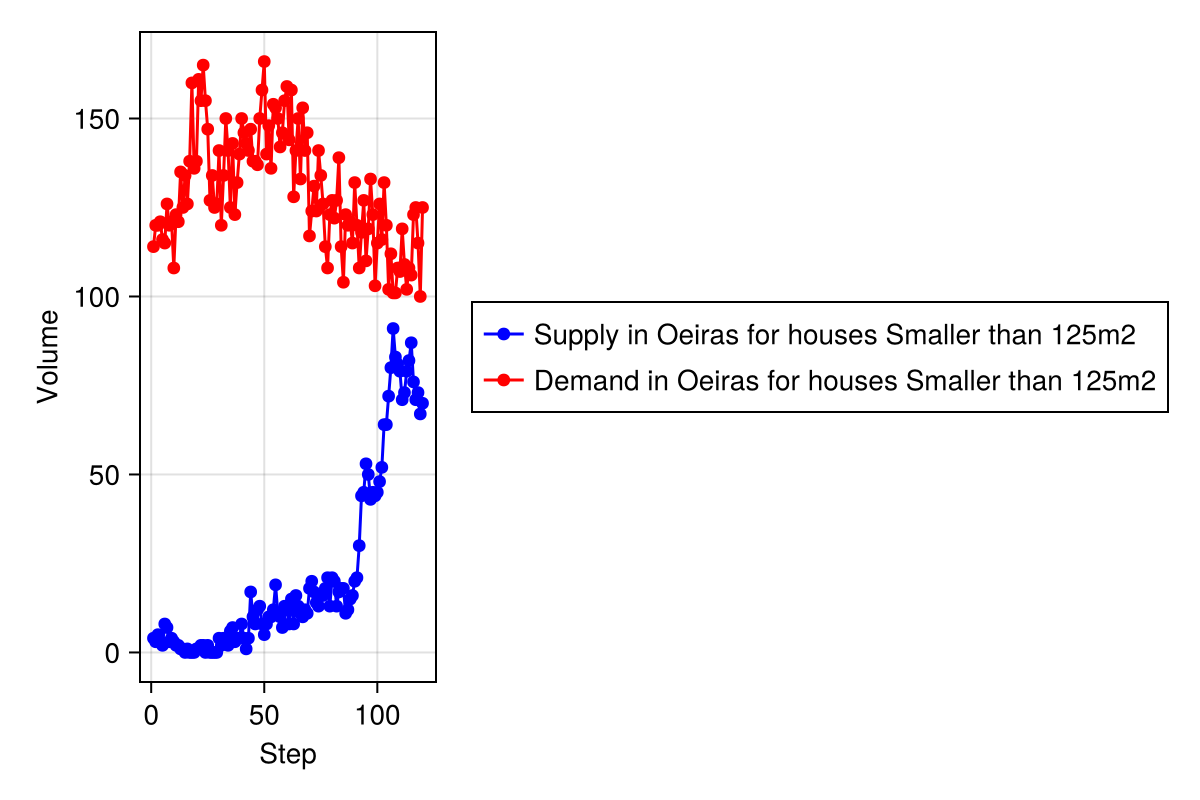 150
100
50
0
Volume
0 50 100
Step
Supply in Oeiras for houses Smaller than 125m2
Demand in Oeiras for houses Smaller than 125m2